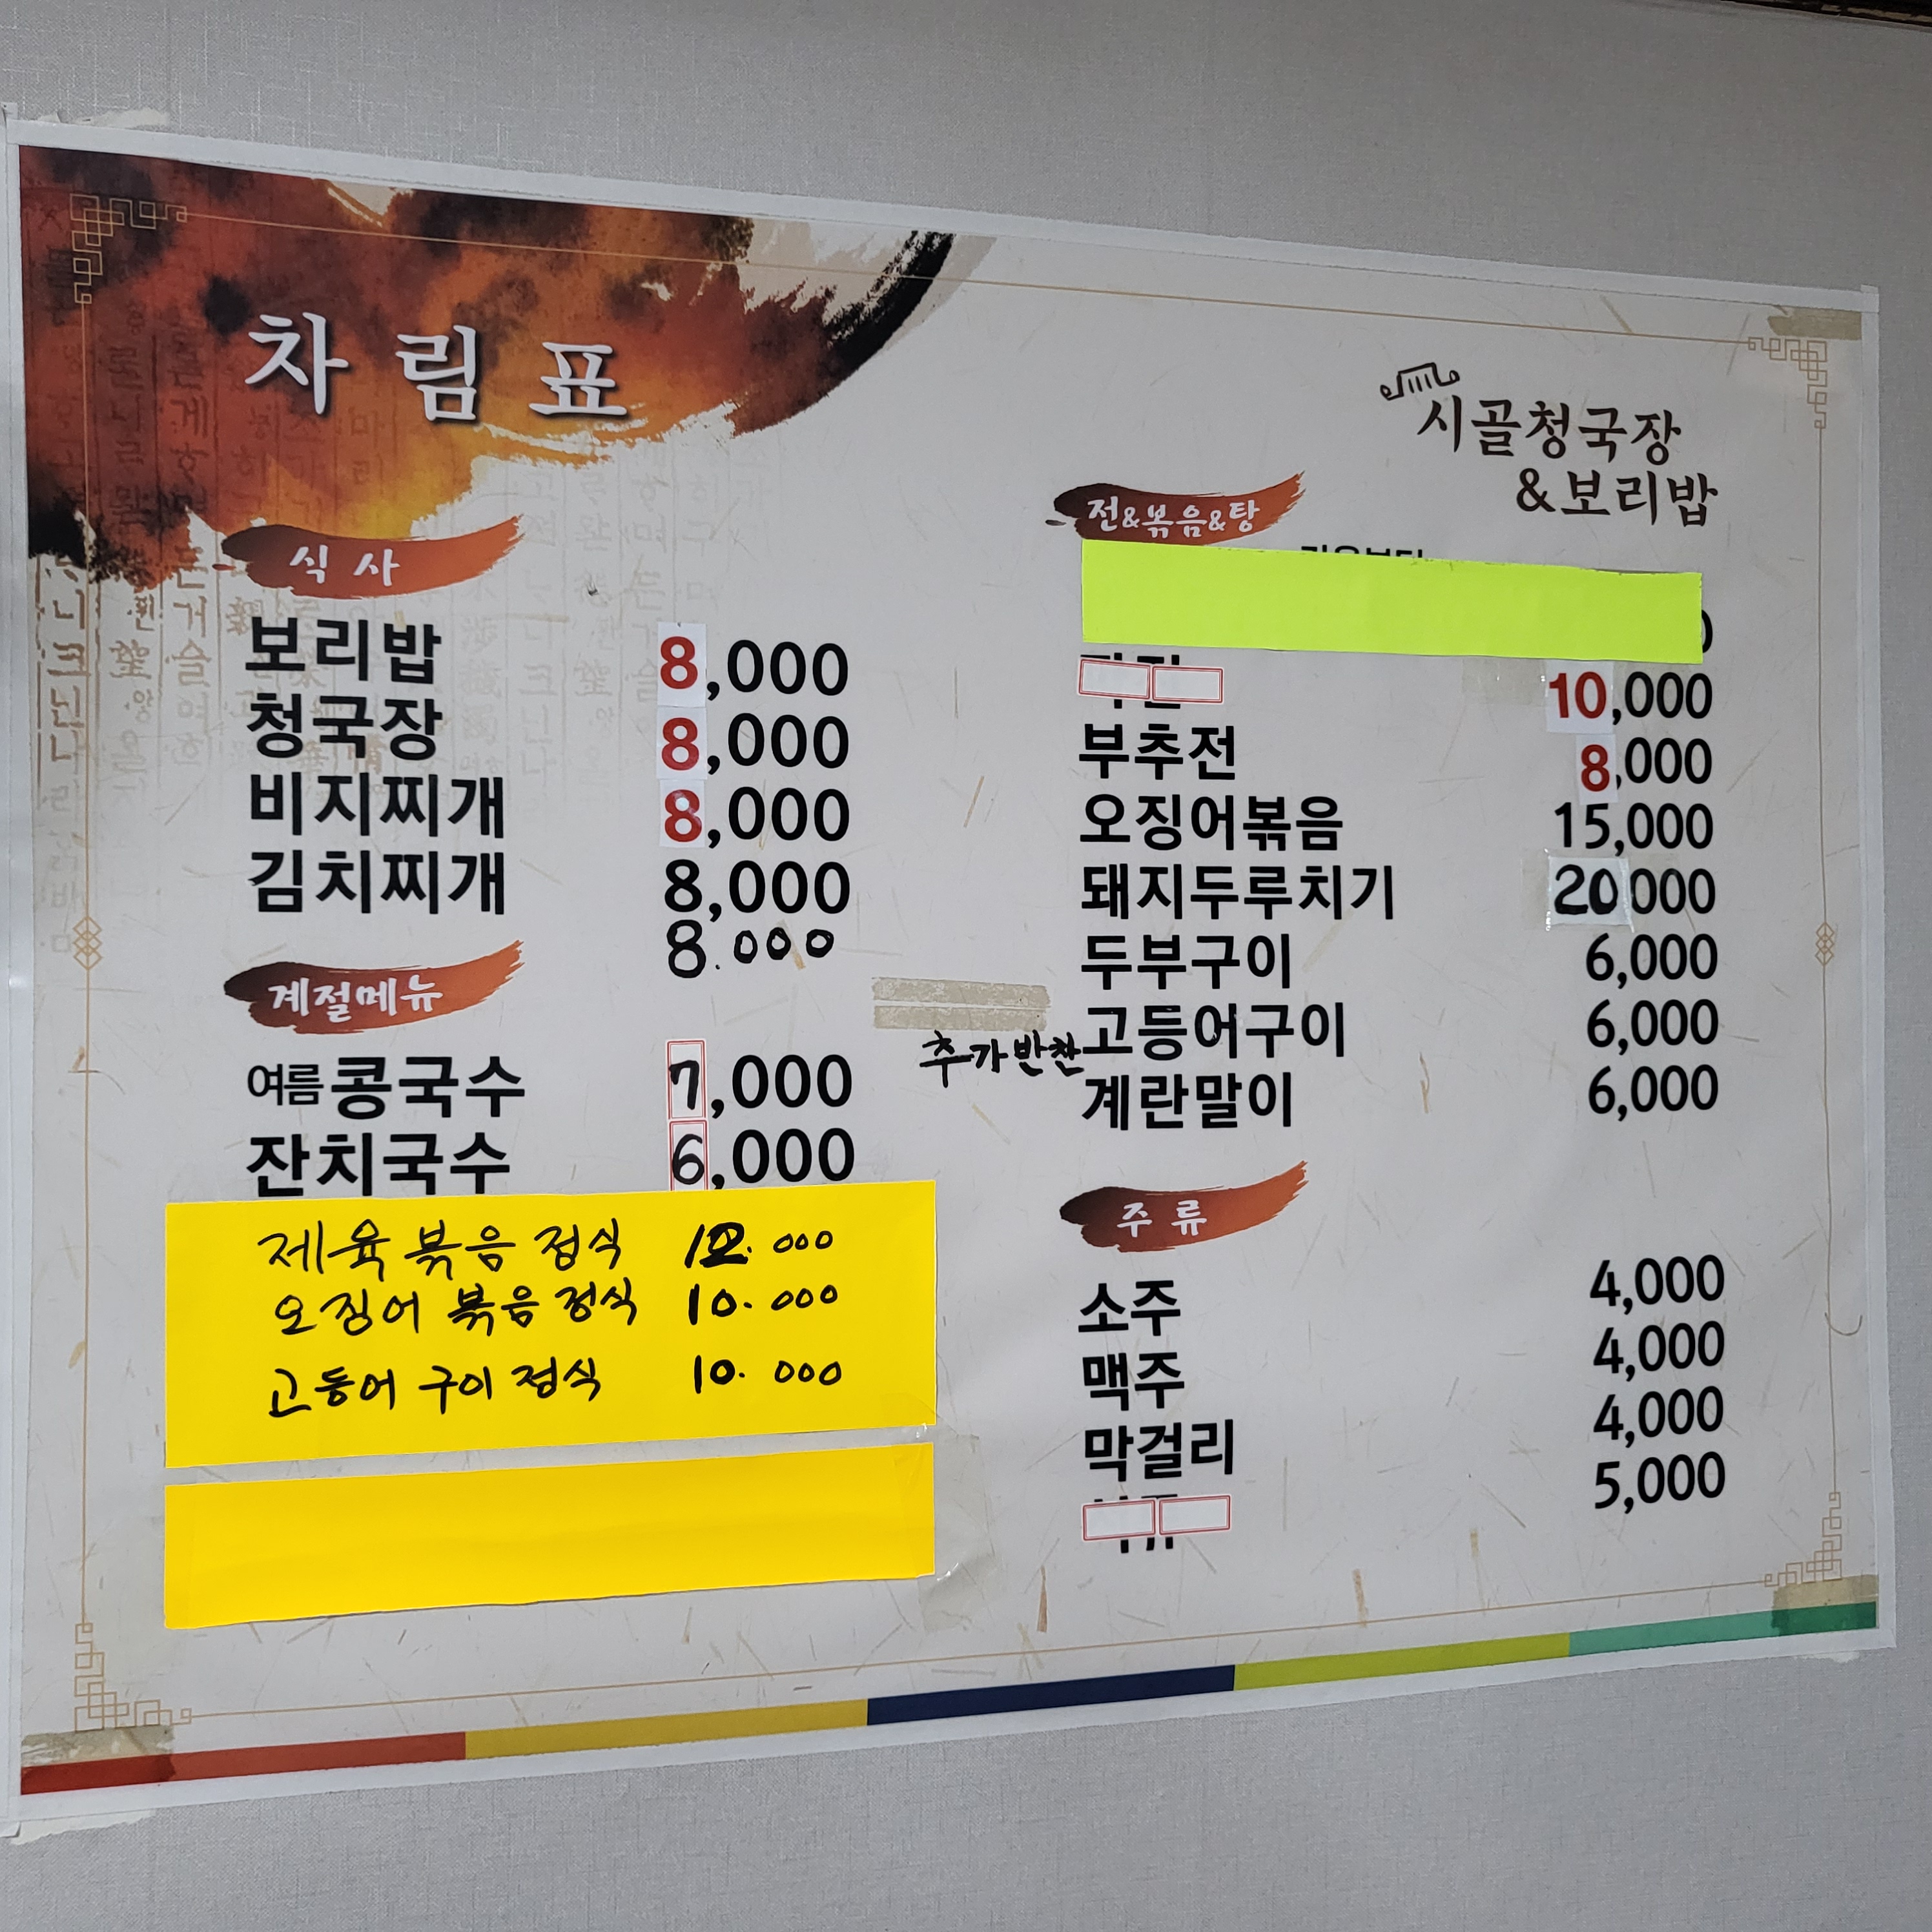 차림표
시골청국장
&보리밥
식사
보리밥 8,000
청국장 8,000
비지찌개 8,000
김치찌개 8,000
8.000
계절메뉴
여름 콩국수 7,000
잔치국수 6,000
제육 볶음 정식 12.000
오징어 볶음 정식 10.000
고등어 구이 정식 10.000
전&볶음&탕
10,000
부추전 8,000
오징어볶음 15,000
돼지두루치기 20000
두부구이 6,000
추가반찬 고등어구이 6,000
계란말이 6,000
주류
소주 4,000
맥주 4,000
막걸리 4,000
5,000